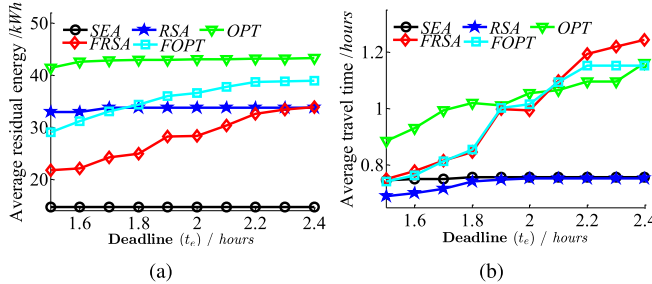 Average residual energy /kWh
50
40
30
20
SEA RSA OPT
FRSA FOPT
1.6 1.8 2 2.2 2.4
Deadline (te) / hours
(a)
Average travel time /hours
1.2
1
0.8
SEA RSA OPT
FRSA FOPT
1.6 1.8 2 2.2 2.4
Deadline (te) / hours
(b)